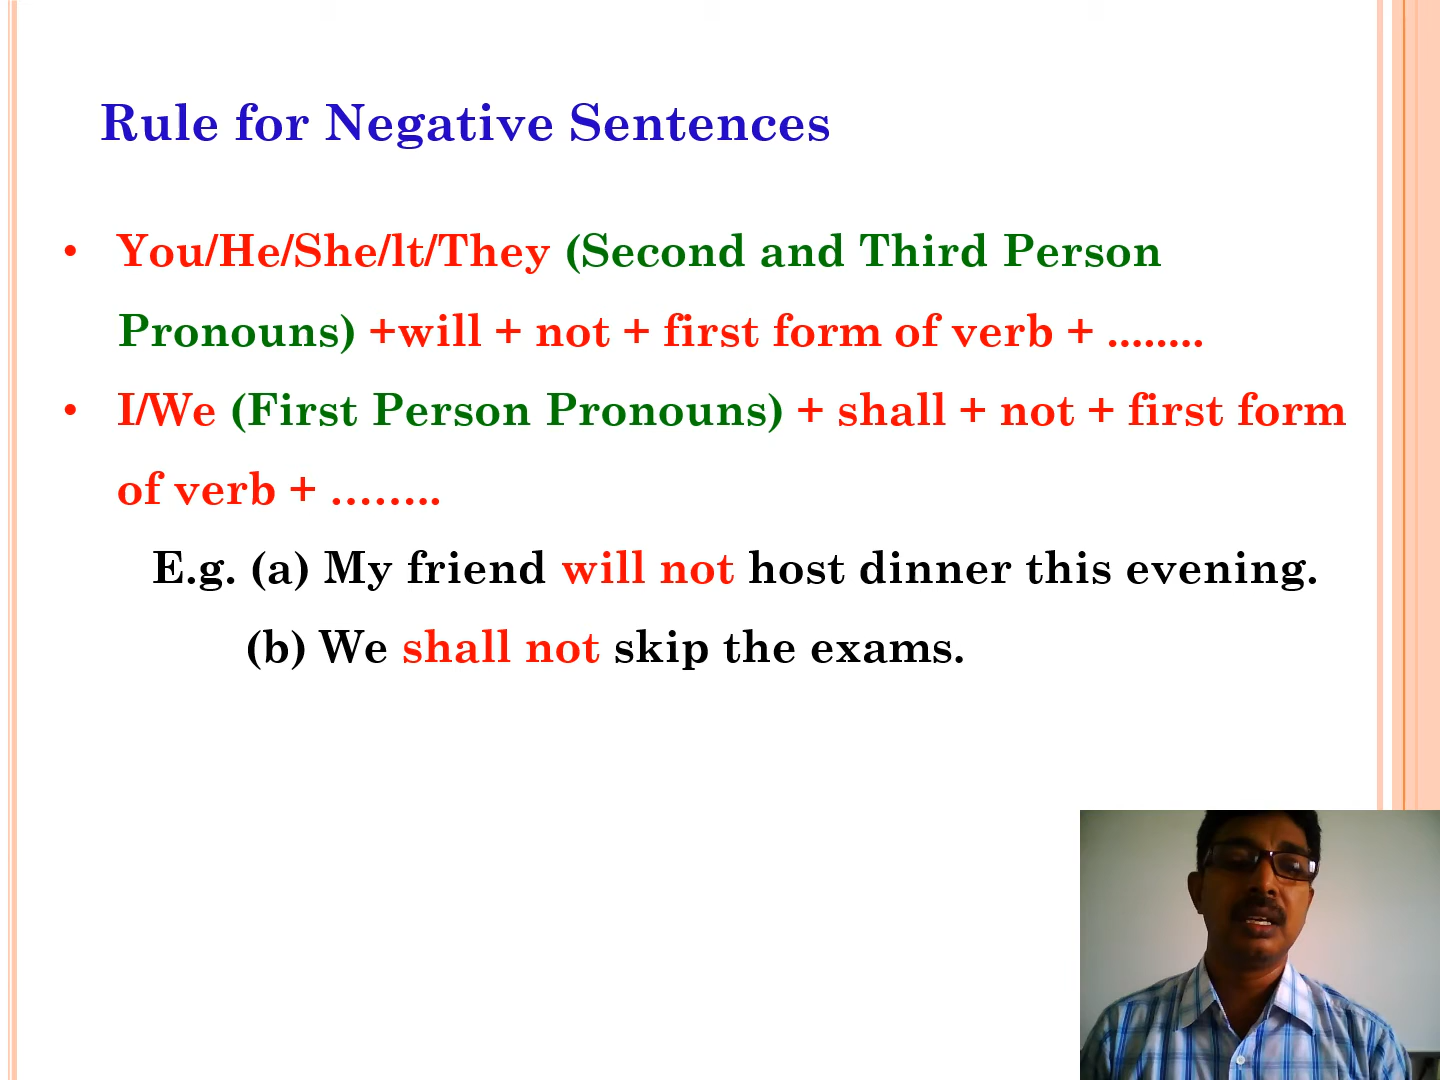 Rule for Negative Sentences
• You/He/She/lt/They (Second and Third Person
Pronouns) +will + not + first form of verb + ........
• I/We (First Person Pronouns) + shall + not + first form
of verb + ........
E.g. (a) My friend will not host dinner this evening.
(b) We shall not skip the exams.